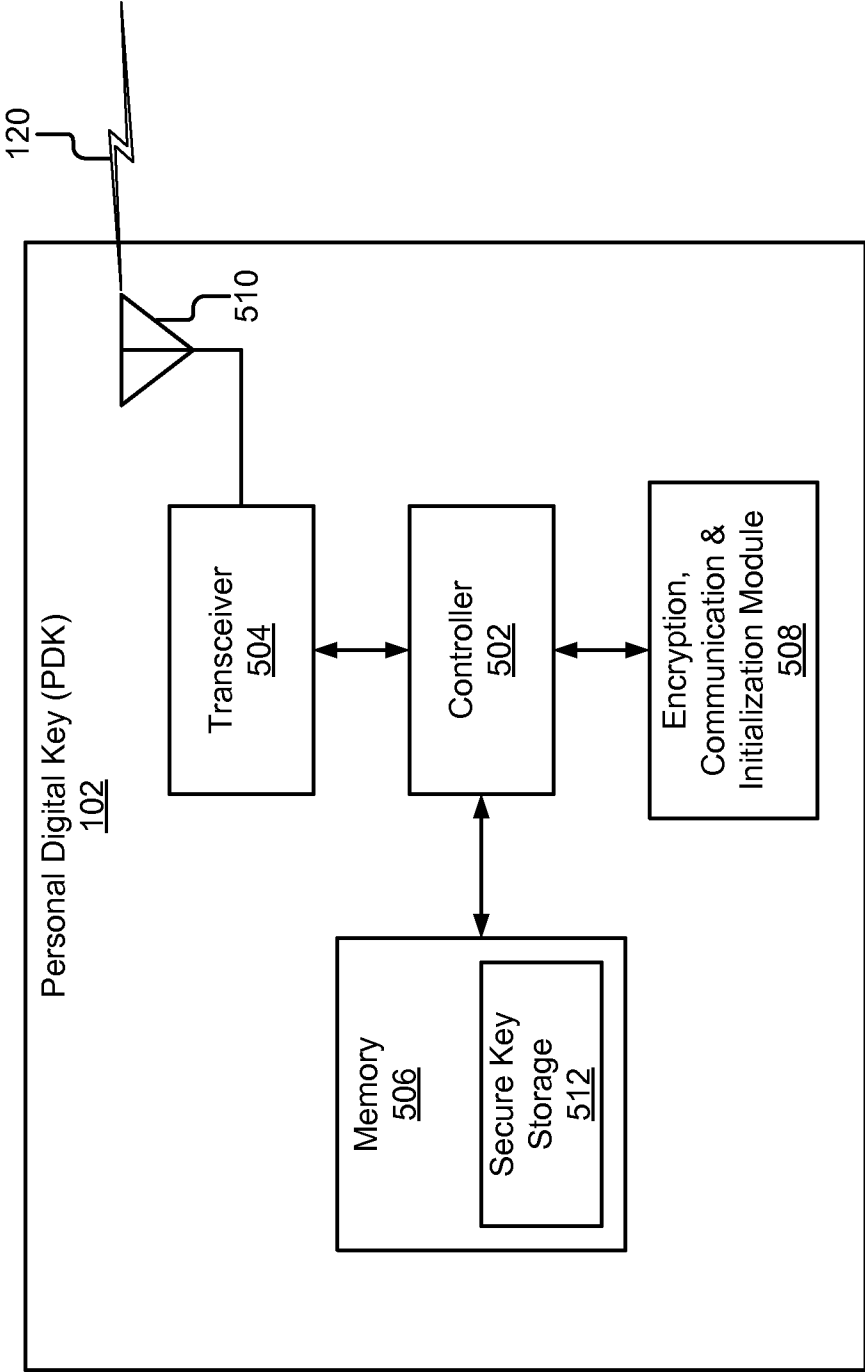 Personal Digital Key (PDK)
102
120
510
Transceiver
504
Memory
506
Controller
502
Secure Key
Storage
512
Encryption,
Communication &
Initialization Module
508